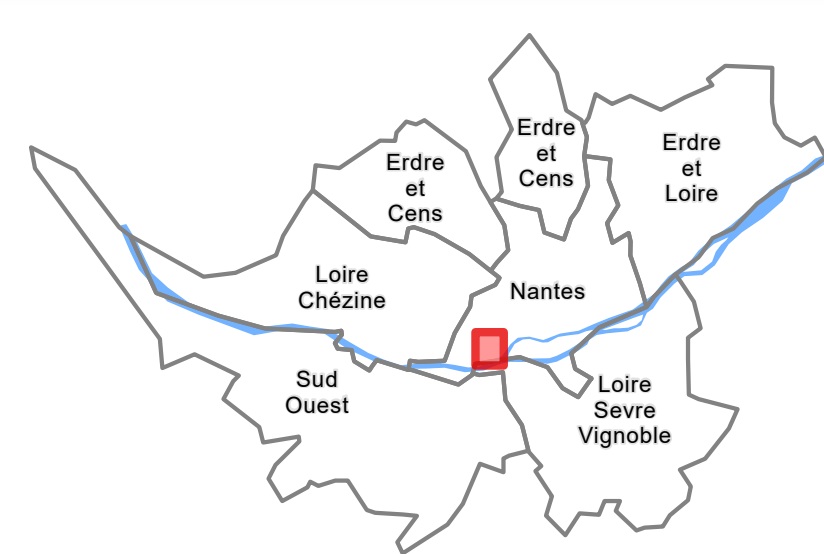 Erdre
et
Cens
Erdre
et
Loire
Erdre
et
Cens
Loire
Chézine
Nantes
Sud
Ouest
Loire
Sevre
Vignoble